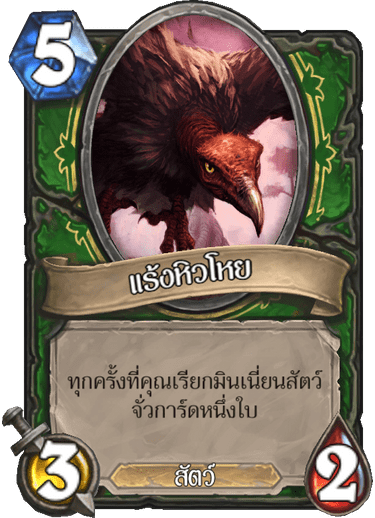 5
แร้งหิวโหย
ทุกครั้งที่คุณเรียกมินเนี่ยนสัตว์
จั่วการ์ดหนึ่งใบ
3
สัตว์
2